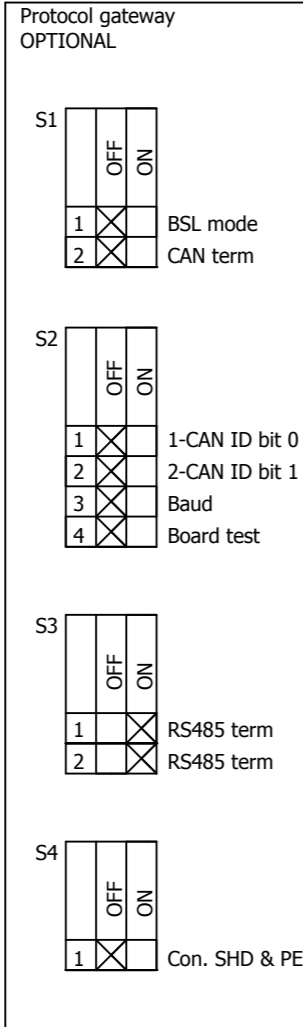 Protocol gateway
OPTIONAL
S1
OFF ON
1 BSL mode
2 CAN term
S2
OFF ON
1 1-CAN ID bit 0
2 2-CAN ID bit 1
3 Baud
4 Board test
S3
OFF ON
1 RS485 term
2 RS485 term
S4
OFF ON
1 Con. SHD & PE